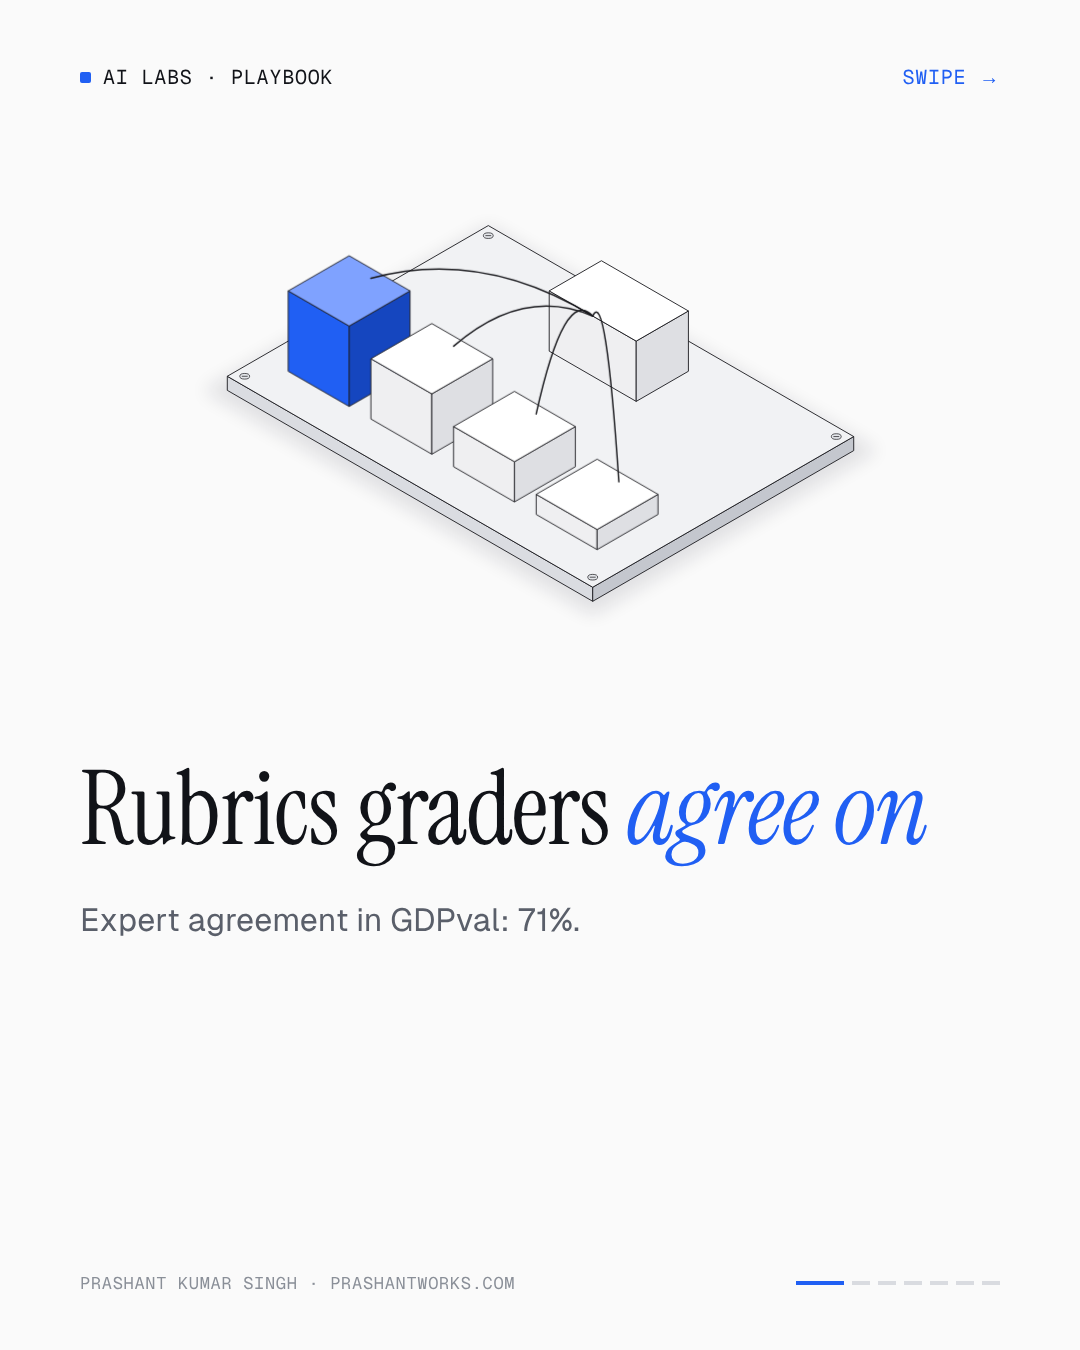 AI LABS · PLAYBOOK
SWIPE →
Rubrics graders agree on
Expert agreement in GDPval: 71%.
PRASHANT KUMAR SINGH · PRASHANTWORKS.COM